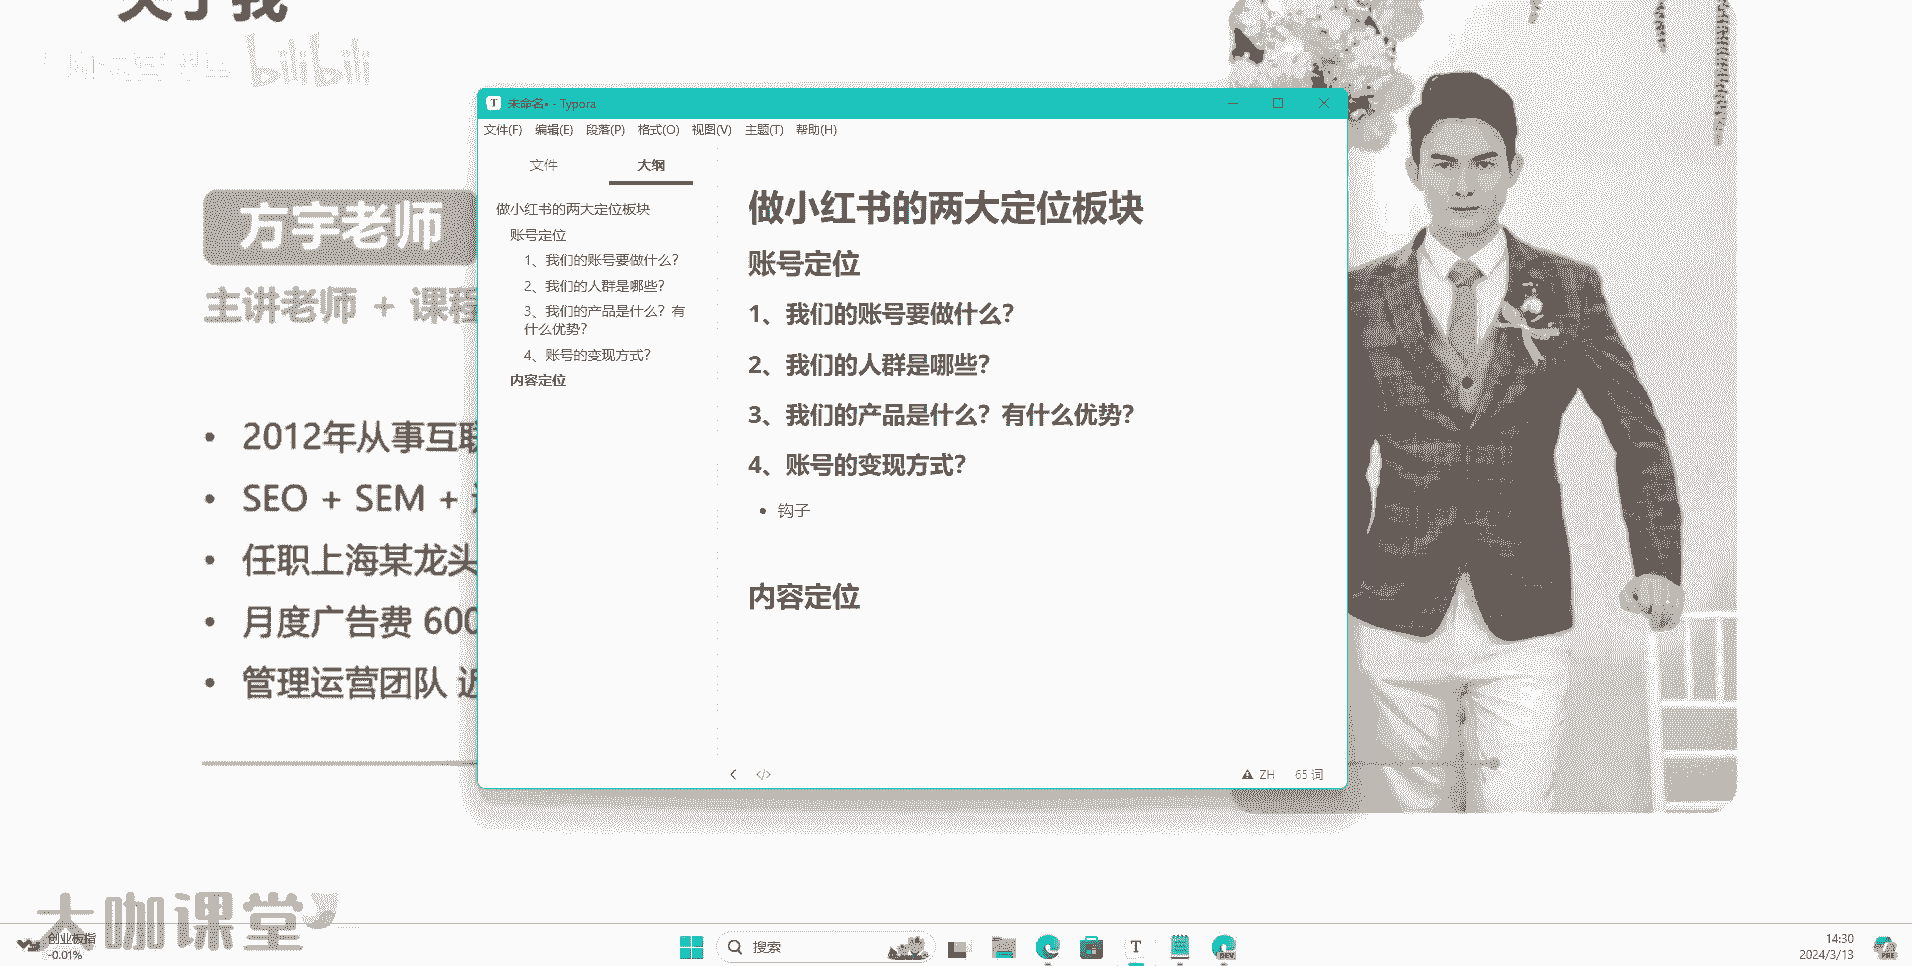 关于我
bilibili
方宇老师
主讲老师 + 课程
• 2012年从事互联
• SEO + SEM +
• 任职上海某龙头
• 月度广告费 600
• 管理运营团队 近
未命名• - Typora
文件(F) 编辑(E) 段落(P) 格式(O) 视图(V) 主题(T) 帮助(H)
文件 大纲
做小红书的两大定位板块
账号定位
1、我们的账号要做什么？
2、我们的人群是哪些？
3、我们的产品是什么？有
什么优势？
4、账号的变现方式？
内容定位
做小红书的两大定位板块
账号定位
1、我们的账号要做什么？
2、我们的人群是哪些？
3、我们的产品是什么？有什么优势？
4、账号的变现方式？
• 钩子
内容定位
</> ZH 65 词
大咖课堂
创业板指
-0.01%
搜索
T
DEV
14:30
2024/3/13
PRE